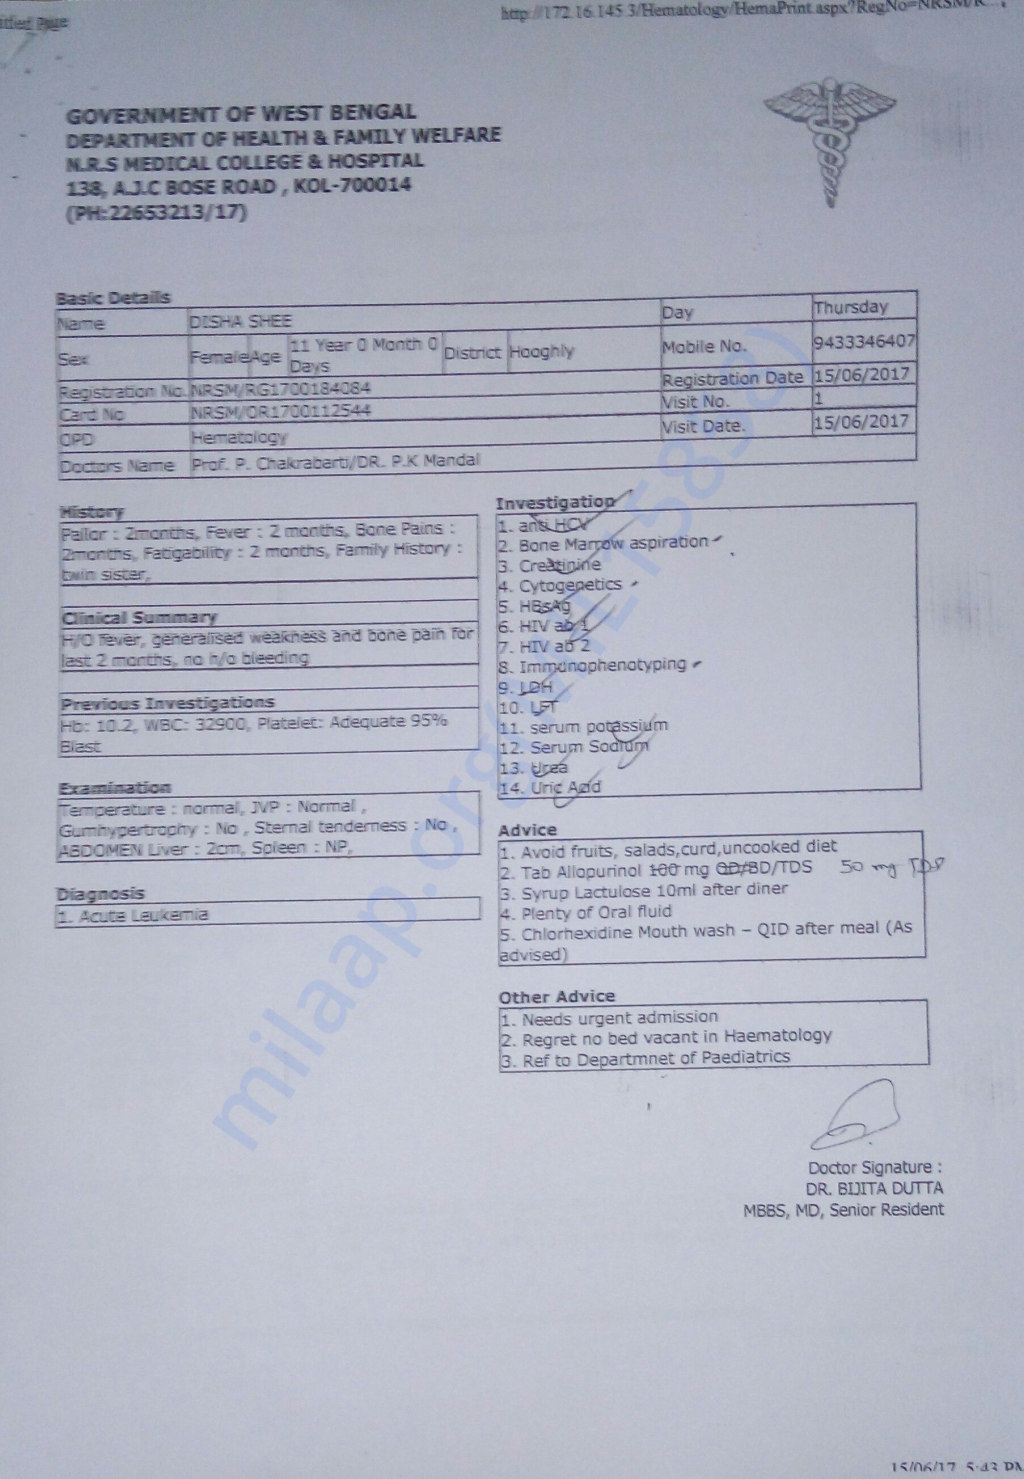 http://172.16.145.3/Hematology/HemaPrint.aspx?RegNo=NRSM/R...
GOVERNMENT OF WEST BENGAL
DEPARTMENT OF HEALTH & FAMILY WELFARE
N.R.S MEDICAL COLLEGE & HOSPITAL
138, A.J.C BOSE ROAD , KOL-700014
(PH:22653213/17)
Basic Details
Name DISHA SHEE Day Thursday
Sex Female Age 11 Year 0 Month 0 Days District Hooghly Mobile No. 9433346407
Registration No. NRSM/RG1700184084 Registration Date 15/06/2017
Card No NRSM/OR1700112544 Visit No. 1
OPD Hematology Visit Date. 15/06/2017
Doctors Name Prof. P. Chakrabarti/DR. P.K Mandal
History
Pallor : 2months, Fever : 2 months, Bone Pains :
2months, Fatigability : 2 months, Family History :
twin sister,
Clinical Summary
H/O fever, generalised weakness and bone pain for
last 2 months, no h/o bleeding
Previous Investigations
Hb: 10.2, WBC: 32900, Platelet: Adequate 95%
Blast
Examination
Temperature : normal, JVP : Normal ,
Gumhypertrophy : No , Sternal tenderness : No ,
ABDOMEN Liver : 2cm, Spleen : NP,
Diagnosis
1. Acute Leukemia
Investigation
1. anti HCV
2. Bone Marrow aspiration
3. Creatinine
4. Cytogenetics
5. HBsAg
6. HIV ab 1
7. HIV ab 2
8. Immunophenotyping
9. LDH
10. LFT
11. serum potassium
12. Serum Sodium
13. Urea
14. Uric Acid
Advice
1. Avoid fruits, salads,curd,uncooked diet
2. Tab Allopurinol 100 mg OD/BD/TDS 50 mg TDS
3. Syrup Lactulose 10ml after diner
4. Plenty of Oral fluid
5. Chlorhexidine Mouth wash – QID after meal (As
advised)
Other Advice
1. Needs urgent admission
2. Regret no bed vacant in Haematology
3. Ref to Departmnet of Paediatrics
Doctor Signature :
DR. BIJITA DUTTA
MBBS, MD, Senior Resident
milaap.org
15/06/17 5:43 PM